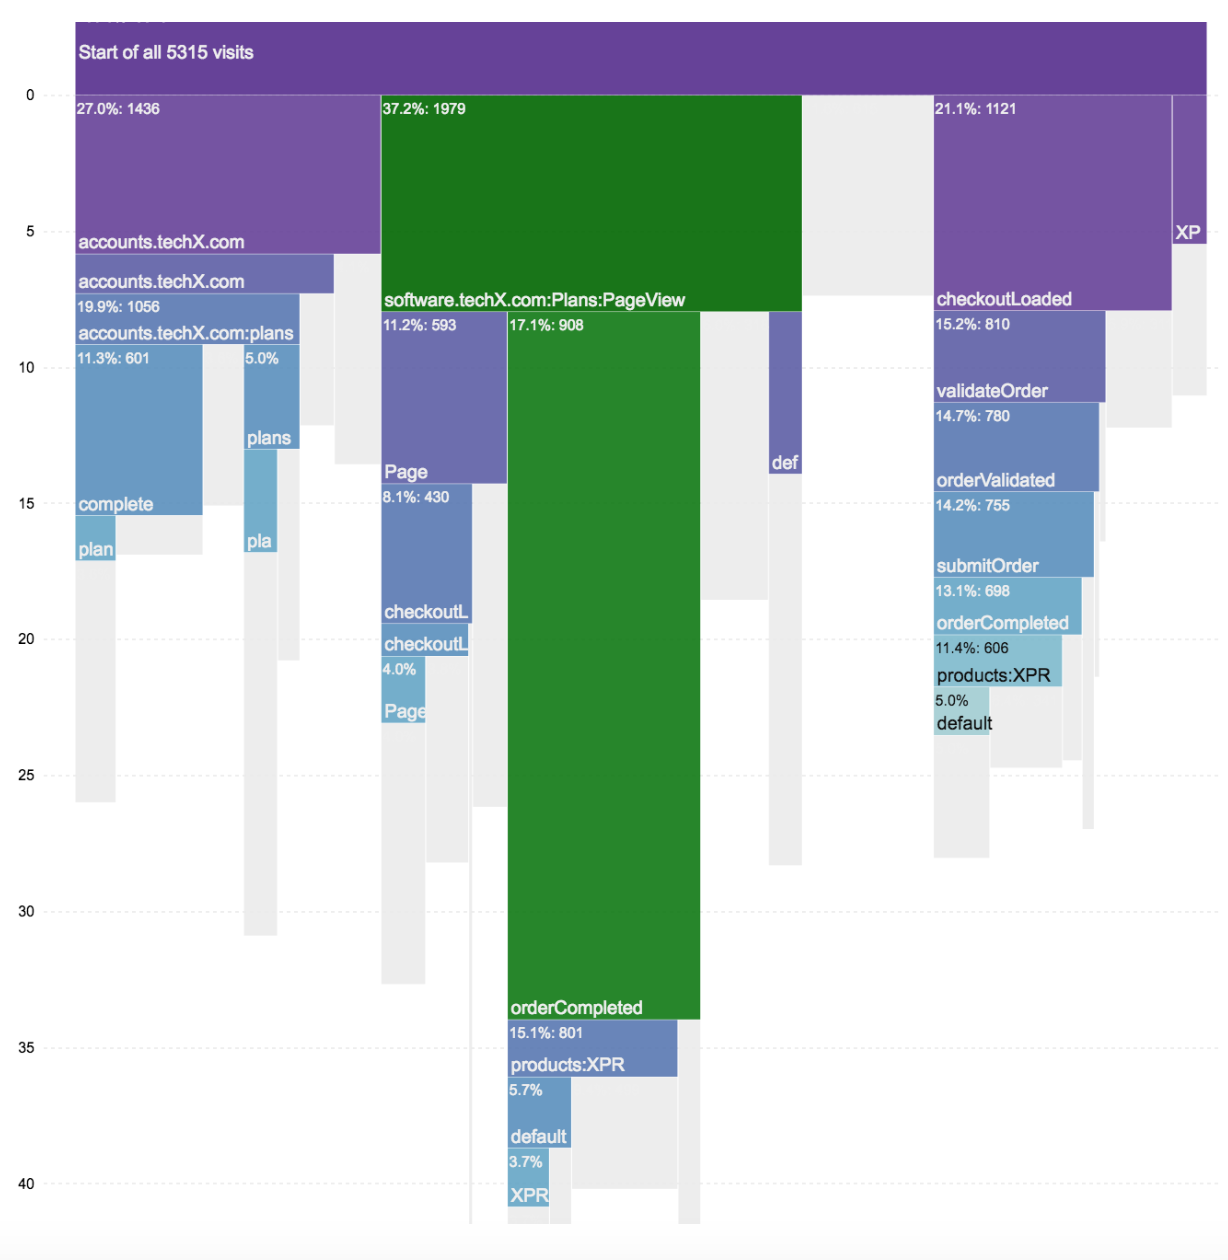 Start of all 5315 visits
0
27.0%: 1436
37.2%: 1979
21.1%: 1121
5
XP
accounts.techX.com
software.techX.com:Plans:PageView
checkoutLoaded
accounts.techX.com
19.9%: 1056
accounts.techX.com:plans
11.2%: 593
17.1%: 908
15.2%: 810
10
11.3%: 601
5.0%
validateOrder
14.7%: 780
plans
Page
def
orderValidated
15
complete
8.1%: 430
14.2%: 755
plan
pla
submitOrder
13.1%: 698
checkoutL
orderCompleted
20
checkoutL
11.4%: 606
4.0%
products:XPR
5.0%
Page
default
25
30
orderCompleted
35
15.1%: 801
products:XPR
5.7%
default
3.7%
40
XPR